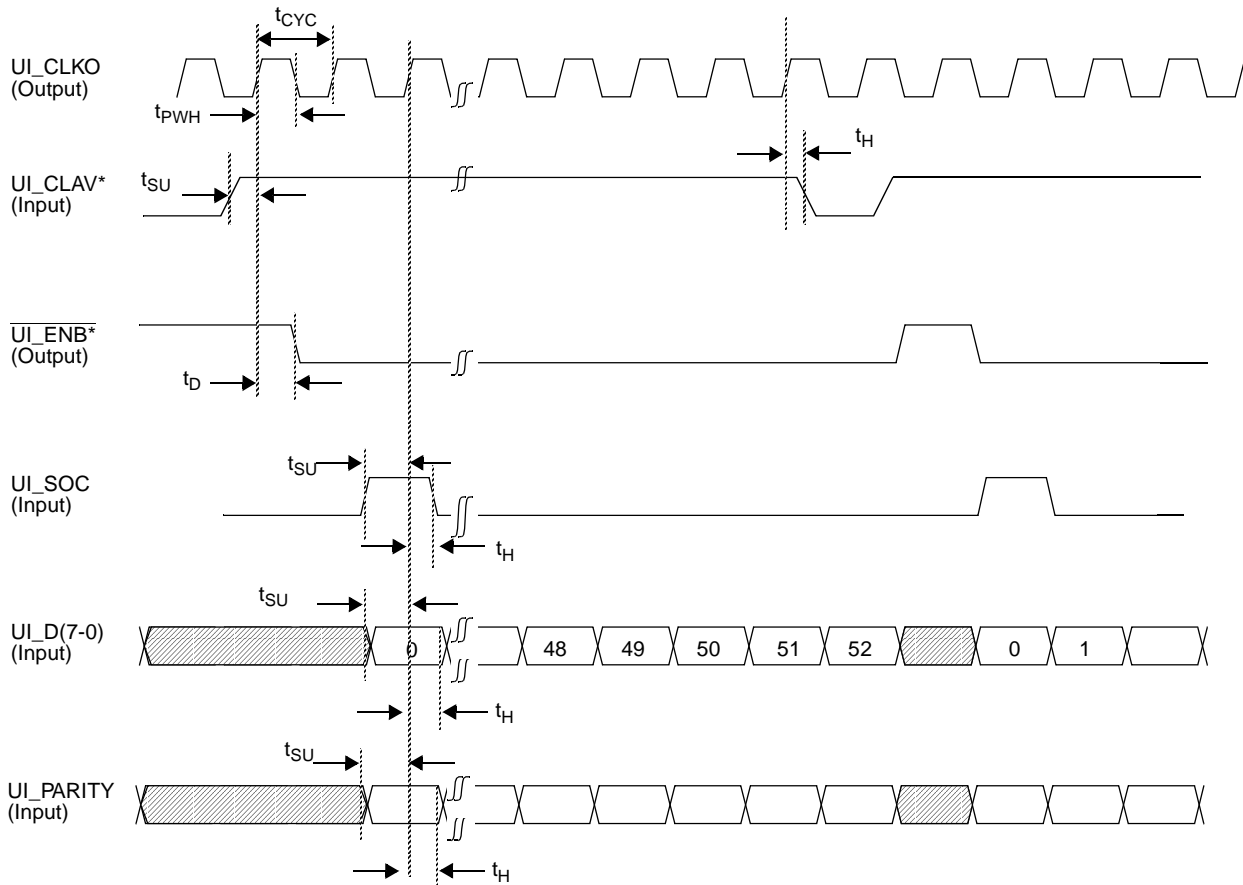 tCYC
UI_CLKO
(Output)
tPWH
tH
UI_CLAV*
(Input)
tSU
UI_ENB*
(Output)
tD
tSU
UI_SOC
(Input)
tH
tSU
UI_D(7-0)
(Input)
0 48 49 50 51 52 0 1
tH
tSU
UI_PARITY
(Input)
tH